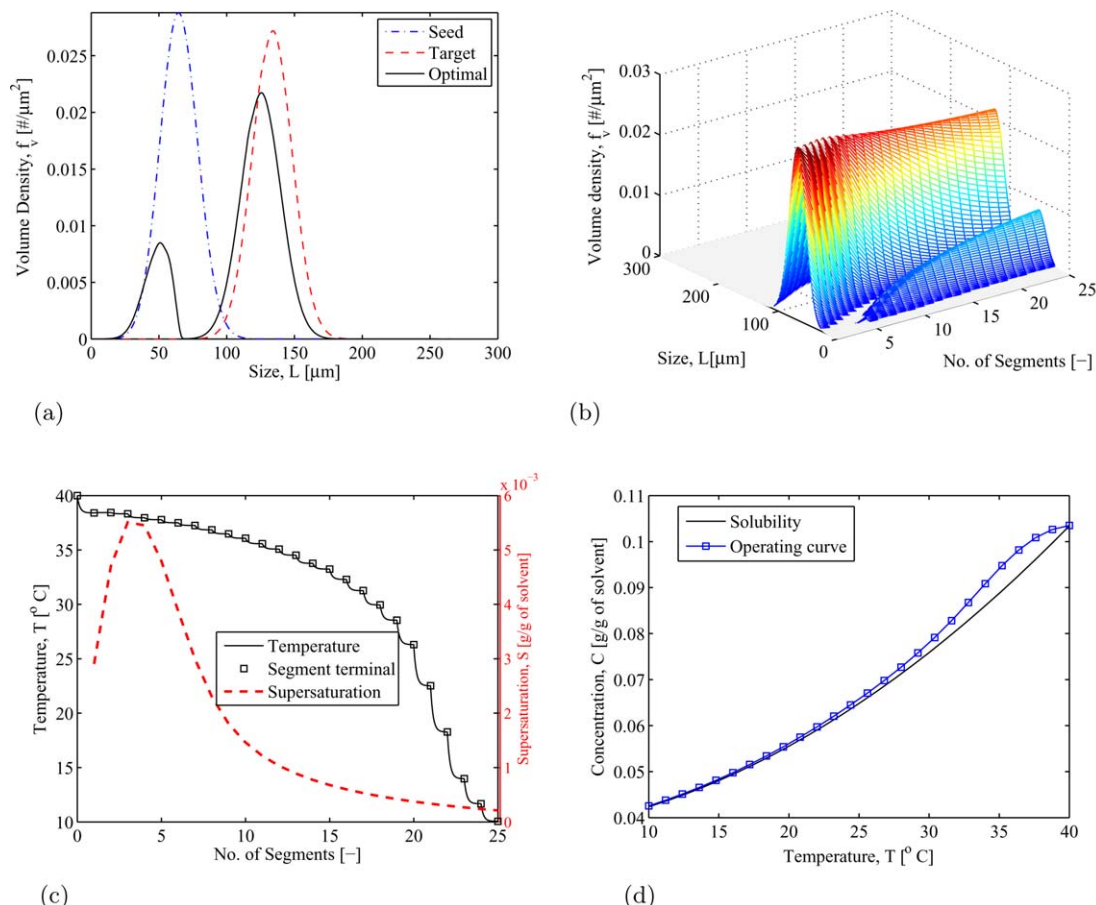 Volume Density, f_v [#/μm²]
0.025
0.02
0.015
0.01
0.005
0
Seed
Target
Optimal
0 50 100 150 200 250 300
Size, L [μm]
(a)
Volume density, f_v [#/μm²]
0.03
0.02
0.01
0
300
200
100
0
Size, L[μm]
5 10 15 20 25
No. of Segments [−]
(b)
Temperature, T [° C]
40
35
30
25
20
15
10
Temperature
Segment terminal
Supersaturation
x 10⁻³
6
5
4
3
2
1
0
Supersaturation, S [g/g of solvent]
0 5 10 15 20 25
No. of Segments [−]
(c)
Concentration, C [g/g of solvent]
0.11
0.1
0.09
0.08
0.07
0.06
0.05
0.04
Solubility
Operating curve
10 15 20 25 30 35 40
Temperature, T [° C]
(d)